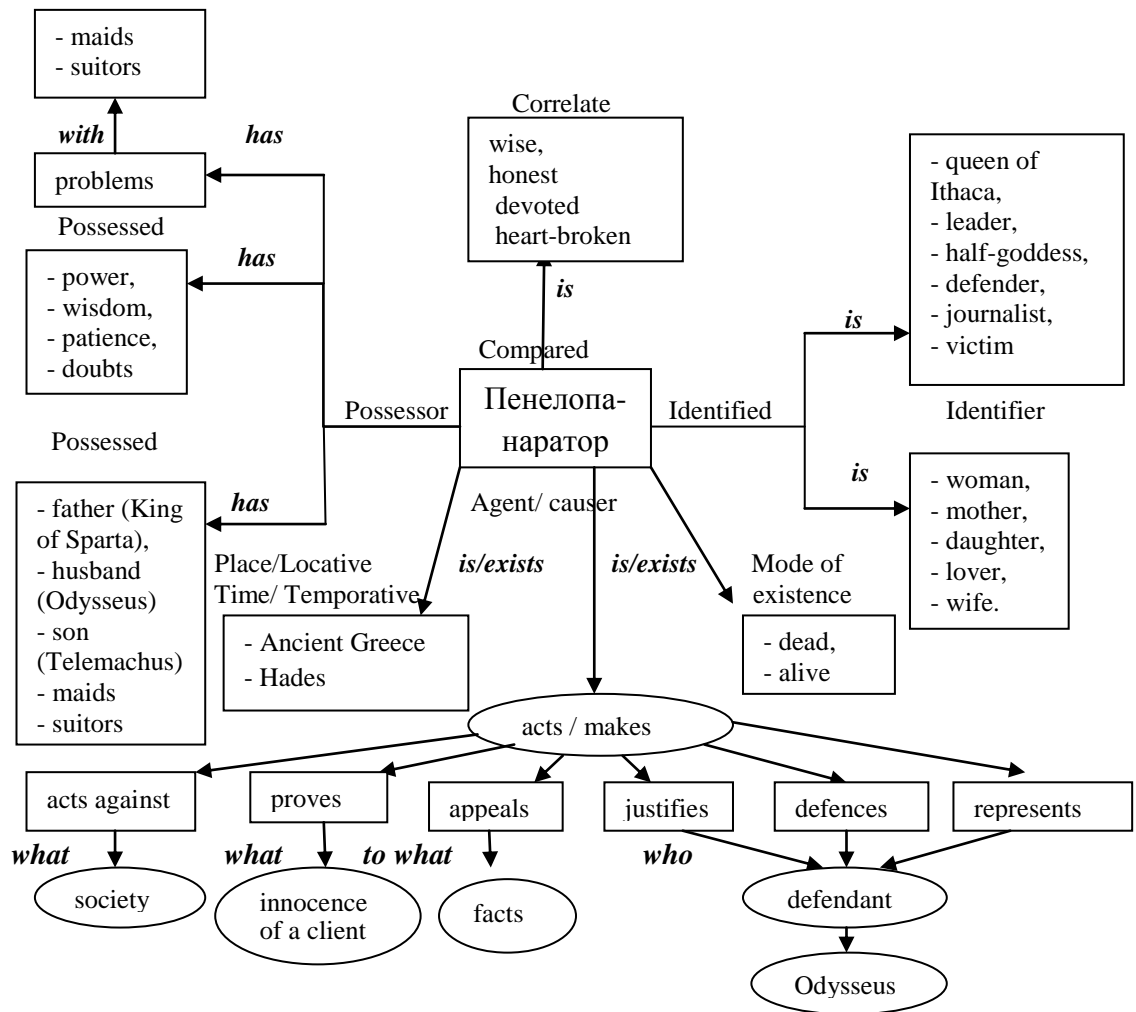 - maids
- suitors
with
has
problems
Possessed
has
- power,
- wisdom,
- patience,
- doubts
Possessed
has
- father (King
of Sparta),
- husband
(Odysseus)
- son
(Telemachus)
- maids
- suitors
Correlate
wise,
honest
devoted
heart-broken
is
Compared
Possessor
Пенелопа-
наратор
Identified
is
- queen of
Ithaca,
- leader,
- half-goddess,
- defender,
- journalist,
- victim
Identifier
is
- woman,
- mother,
- daughter,
- lover,
- wife.
Agent/ causer
Place/Locative
Time/ Temporative
is/exists
is/exists
Mode of
existence
- Ancient Greece
- Hades
- dead,
- alive
acts / makes
acts against
proves
appeals
justifies
defences
represents
what
what
to what
who
society
innocence
of a client
facts
defendant
Odysseus